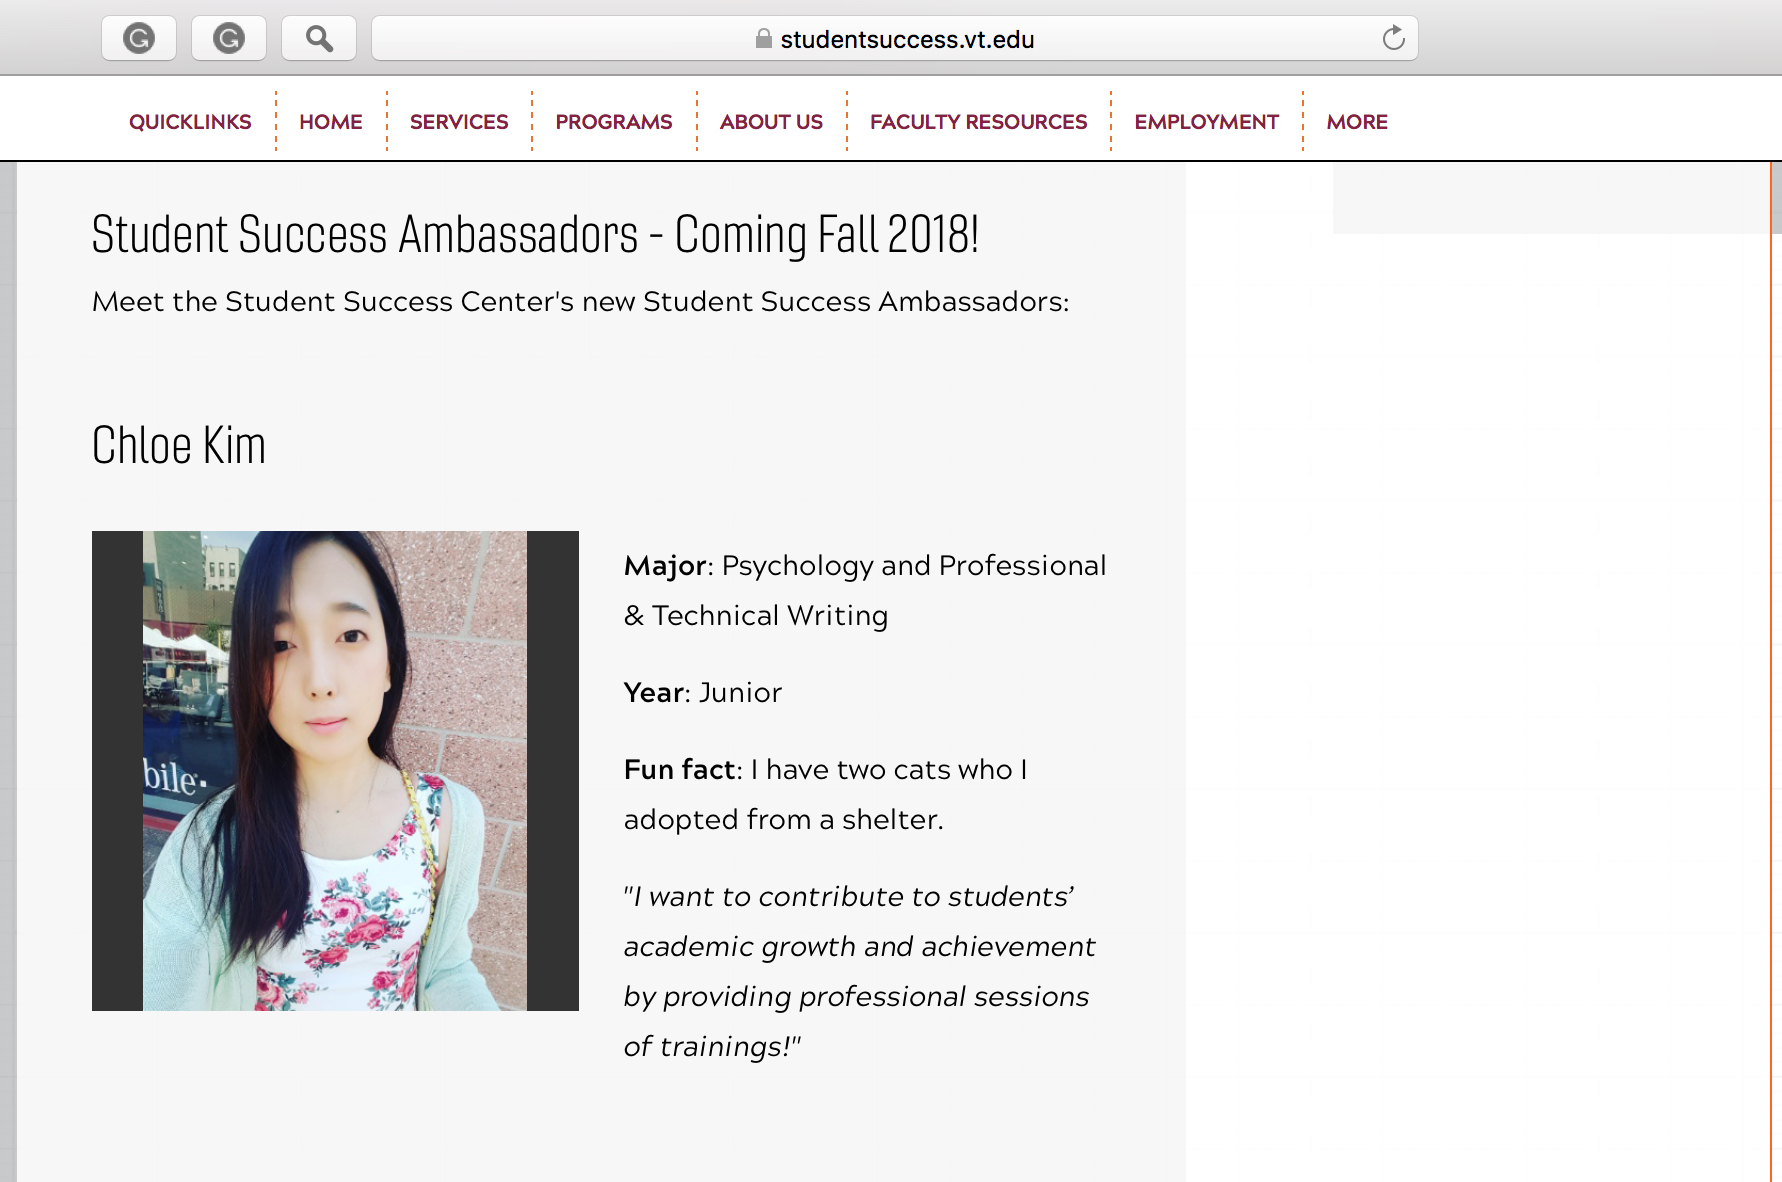 studentsuccess.vt.edu
QUICKLINKS HOME SERVICES PROGRAMS ABOUT US FACULTY RESOURCES EMPLOYMENT MORE
Student Success Ambassadors - Coming Fall 2018!
Meet the Student Success Center's new Student Success Ambassadors:
Chloe Kim
bile
Major: Psychology and Professional
& Technical Writing
Year: Junior
Fun fact: I have two cats who I
adopted from a shelter.
"I want to contribute to students’
academic growth and achievement
by providing professional sessions
of trainings!"